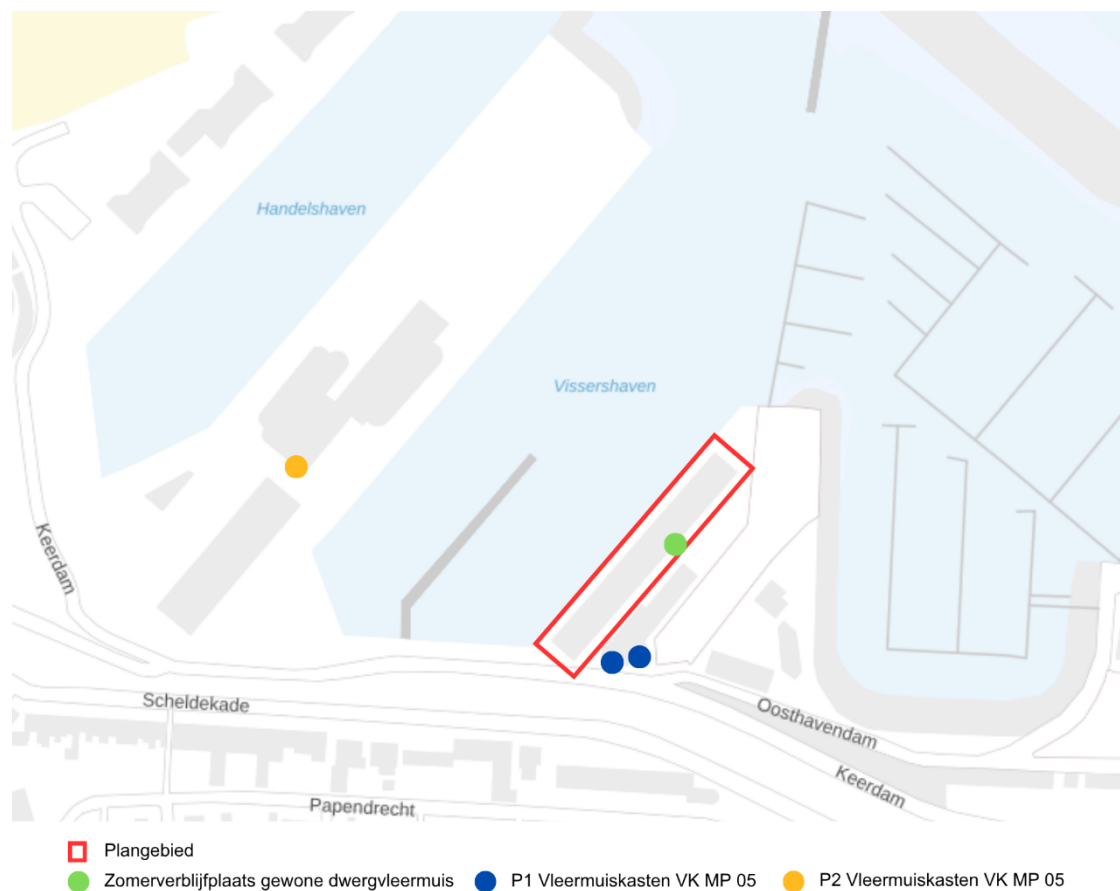 Handelshaven
Vissershaven
Keerdam
Scheldekade
Oosthavendam
Keerdam
Papendrecht
Plangebied
Zomerverblijfplaats gewone dwergvleermuis P1 Vleermuiskasten VK MP 05 P2 Vleermuiskasten VK MP 05